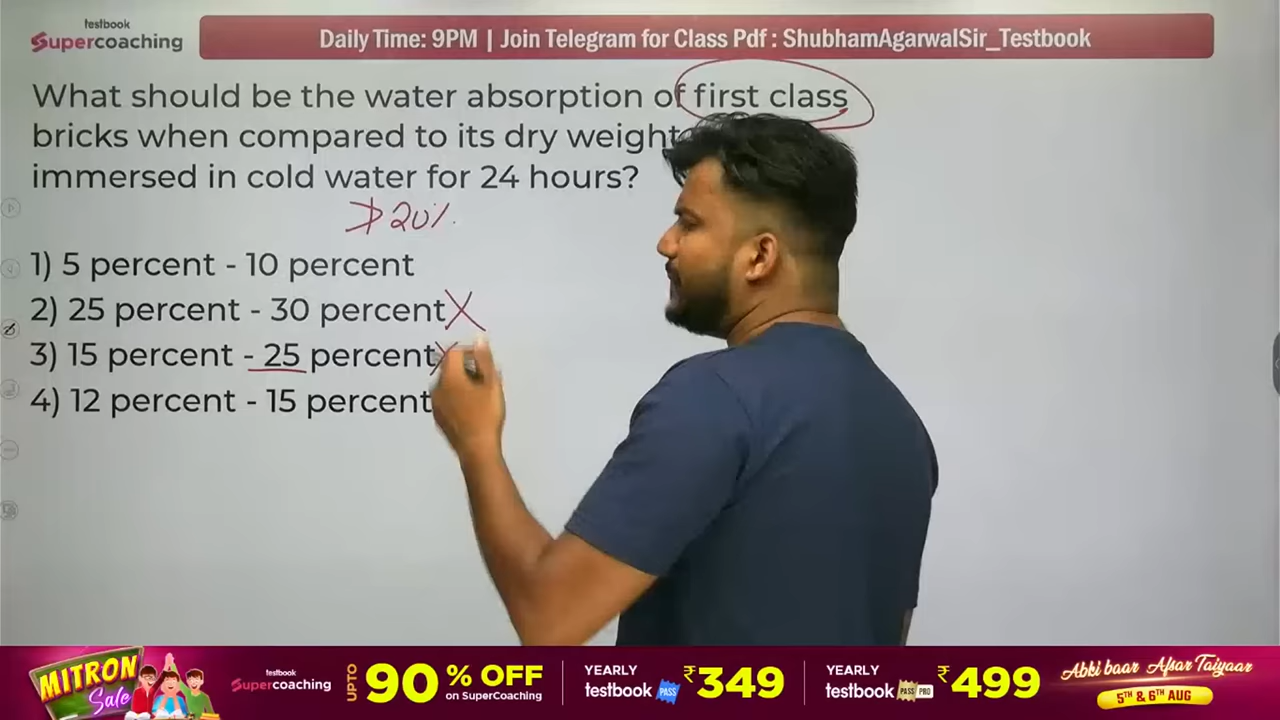 testbook
Supercoaching
Daily Time: 9PM | Join Telegram for Class Pdf : ShubhamAgarwalSir_Testbook
What should be the water absorption of first class
bricks when compared to its dry weight
immersed in cold water for 24 hours?
≯ 20%.
1) 5 percent - 10 percent
2) 25 percent - 30 percent X
3) 15 percent - 25 percent X
4) 12 percent - 15 percent
MITRON
Sale
testbook
Supercoaching
UPTO 90 % OFF
on SuperCoaching
YEARLY
testbook PASS
₹349
YEARLY
testbook PASS PRO
₹499
Abki baar Afsar Taiyaar
5TH & 6TH AUG